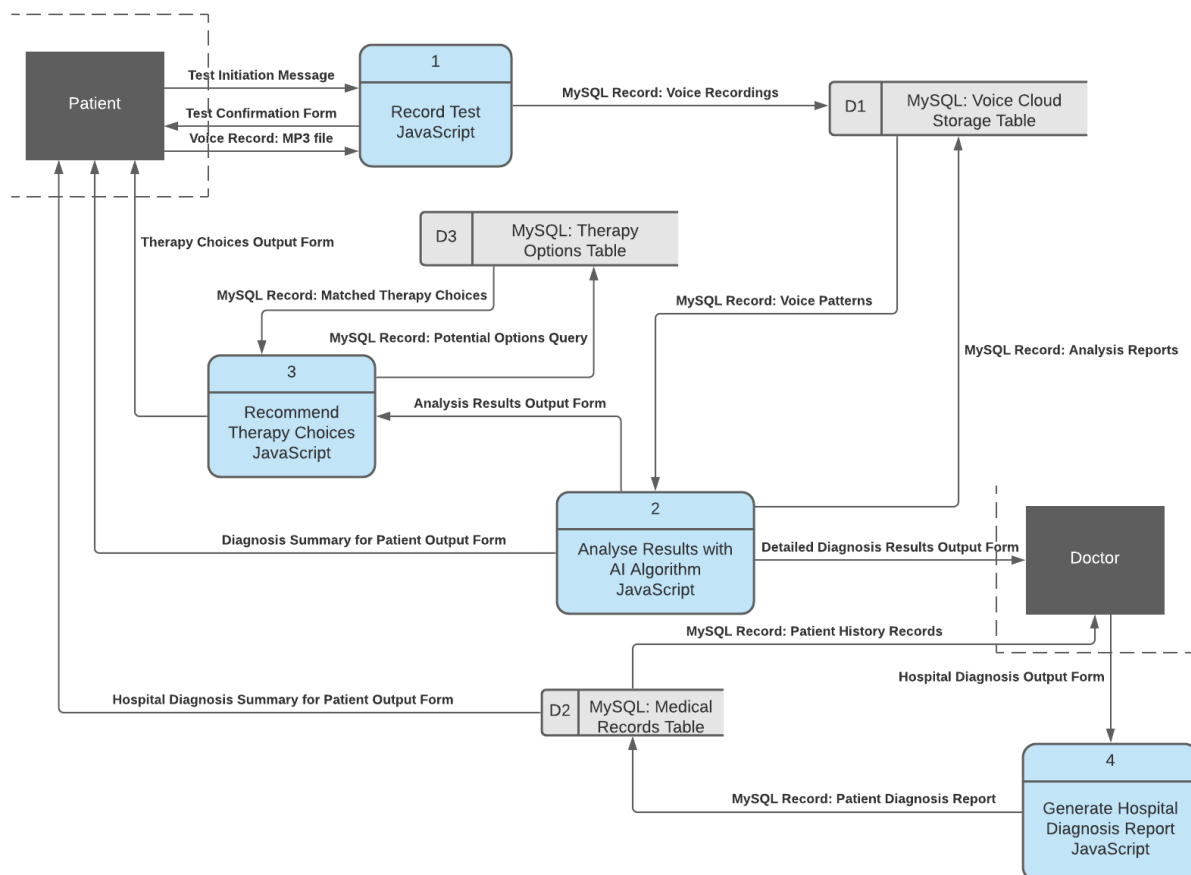 Patient
Test Initiation Message
Test Confirmation Form
Voice Record: MP3 file
1
Record Test
JavaScript
MySQL Record: Voice Recordings
D1
MySQL: Voice Cloud
Storage Table
Therapy Choices Output Form
D3
MySQL: Therapy
Options Table
MySQL Record: Matched Therapy Choices
MySQL Record: Potential Options Query
MySQL Record: Voice Patterns
MySQL Record: Analysis Reports
3
Recommend
Therapy Choices
JavaScript
Analysis Results Output Form
2
Analyse Results with
AI Algorithm
JavaScript
Diagnosis Summary for Patient Output Form
Detailed Diagnosis Results Output Form
Doctor
MySQL Record: Patient History Records
Hospital Diagnosis Output Form
Hospital Diagnosis Summary for Patient Output Form
D2
MySQL: Medical
Records Table
MySQL Record: Patient Diagnosis Report
4
Generate Hospital
Diagnosis Report
JavaScript